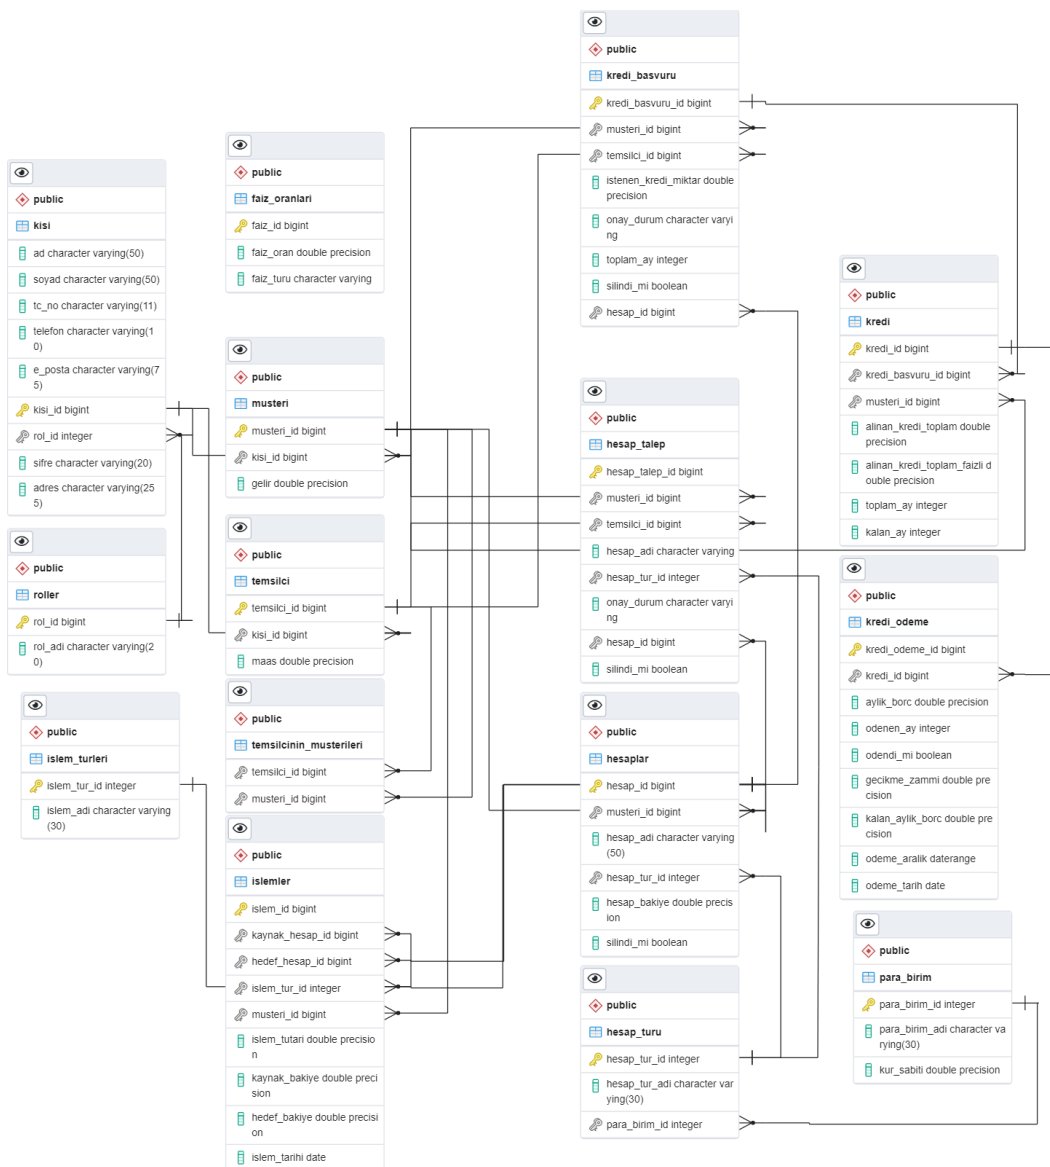 public
kredi_basvuru
kredi_basvuru_id bigint
musteri_id bigint
temsilci_id bigint
istenen_kredi_miktar double
precision
onay_durum character varyi
ng
toplam_ay integer
silindi_mi boolean
hesap_id bigint
public
faiz_oranlari
faiz_id bigint
faiz_oran double precision
faiz_turu character varying
public
kisi
ad character varying(50)
soyad character varying(50)
tc_no character varying(11)
telefon character varying(1
0)
e_posta character varying(7
5)
kisi_id bigint
rol_id integer
sifre character varying(20)
adres character varying(25
5)
public
kredi
kredi_id bigint
kredi_basvuru_id bigint
musteri_id bigint
alinan_kredi_toplam double
precision
alinan_kredi_toplam_faizli d
ouble precision
toplam_ay integer
kalan_ay integer
public
musteri
musteri_id bigint
kisi_id bigint
gelir double precision
public
hesap_talep
hesap_talep_id bigint
musteri_id bigint
temsilci_id bigint
hesap_adi character varying
hesap_tur_id integer
onay_durum character varyi
ng
hesap_id bigint
silindi_mi boolean
public
temsilci
temsilci_id bigint
kisi_id bigint
maas double precision
public
roller
rol_id bigint
rol_adi character varying(2
0)
public
kredi_odeme
kredi_odeme_id bigint
kredi_id bigint
aylik_borc double precision
odenen_ay integer
odendi_mi boolean
gecikme_zammi double pre
cision
kalan_aylik_borc double pre
cision
odeme_aralik daterange
odeme_tarih date
public
temsilcinin_musterileri
temsilci_id bigint
musteri_id bigint
public
islem_turleri
islem_tur_id integer
islem_adi character varying
(30)
public
hesaplar
hesap_id bigint
musteri_id bigint
hesap_adi character varying
(50)
hesap_tur_id integer
hesap_bakiye double precis
ion
silindi_mi boolean
public
islemler
islem_id bigint
kaynak_hesap_id bigint
hedef_hesap_id bigint
islem_tur_id integer
musteri_id bigint
islem_tutari double precisio
n
kaynak_bakiye double preci
sion
hedef_bakiye double precisi
on
islem_tarihi date
public
para_birim
para_birim_id integer
para_birim_adi character va
rying(30)
kur_sabiti double precision
public
hesap_turu
hesap_tur_id integer
hesap_tur_adi character var
ying(30)
para_birim_id integer